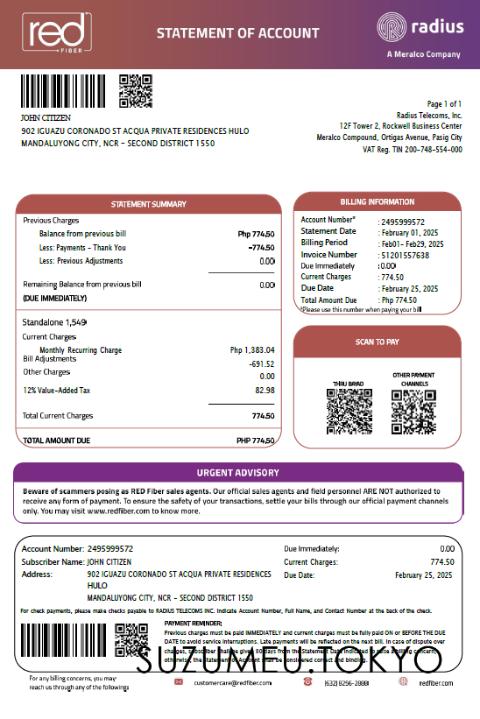 red
FIBER
STATEMENT OF ACCOUNT
radius
A Meralco Company
JOHN CITIZEN
902 IGUAZU CORONADO ST ACQUA PRIVATE RESIDENCES HULO
MANDALUYONG CITY, NCR - SECOND DISTRICT 1550
Page 1 of 1
Radius Telecoms, Inc.
12F Tower 2, Rockwell Business Center
Meralco Compound, Ortigas Avenue, Pasig City
VAT Reg. TIN 200-748-554-000
STATEMENT SUMMARY
Previous Charges
Balance from previous bill Php 774.50
Less: Payments - Thank You -774.50
Less: Previous Adjustments 0.00
Remaining Balance from previous bill 0.00
(DUE IMMEDIATELY)
Standalone 1,549
Current Charges
Monthly Recurring Charge Php 1,383.04
Bill Adjustments -691.52
Other Charges 0.00
12% Value-Added Tax 82.98
Total Current Charges 774.50
TOTAL AMOUNT DUE PHP 774.50
BILLING INFORMATION
Account Number* : 2495999572
Statement Date : February 01, 2025
Billing Period : Feb01- Feb29, 2025
Invoice Number : 51201557638
Due Immediately : 0.00
Current Charges : 774.50
Due Date : February 25, 2025
Total Amount Due : Php 774.50
*Please use this number when paying your bill
SCAN TO PAY
THRU BAYAD
OTHER PAYMENT
CHANNELS
URGENT ADVISORY
Beware of scammers posing as RED Fiber sales agents. Our official sales agents and field personnel ARE NOT authorized to
receive any form of payment. To ensure the safety of your transactions, settle your bills through our official payment channels
only. You may visit www.redfiber.com to know more.
Account Number: 2495999572
Subscriber Name: JOHN CITIZEN
Address: 902 IGUAZU CORONADO ST ACQUA PRIVATE RESIDENCES
HULO
MANDALUYONG CITY, NCR - SECOND DISTRICT 1550
Due Immediately: 0.00
Current Charges: 774.50
Due Date: February 25, 2025
For check payments, please make checks payable to RADIUS TELECOMS INC. Indicate Account Number, Full Name, and Contact Number at the back of the check.
PAYMENT REMINDER:
Previous charges must be paid IMMEDIATELY and current charges must be fully paid ON or BEFORE THE DUE
DATE to avoid service interruptions. Late payments will be reflected on the next bill. In case of dispute over
charges, subscriber shall be given 30 days from the Statement Date indicated to raise a billing concern,
otherwise, the Statement of Account shall be considered correct and binding.
SUZUMEU.TOKYO
For any billing concerns, you may
reach us through any of the followings
customercare@redfiber.com
(632) 8256-2888
redfiber.com